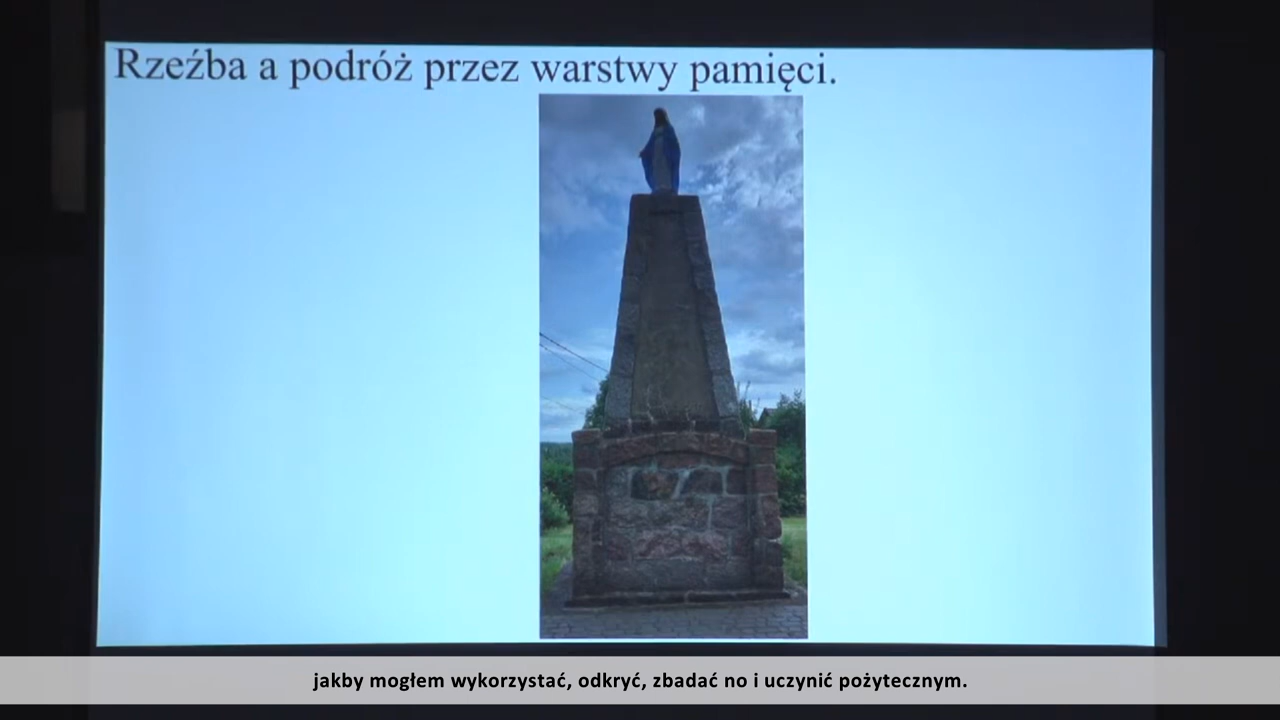 Rzeźba a podróż przez warstwy pamięci.
jakby mogłem wykorzystać, odkryć, zbadać no i uczynić pożytecznym.